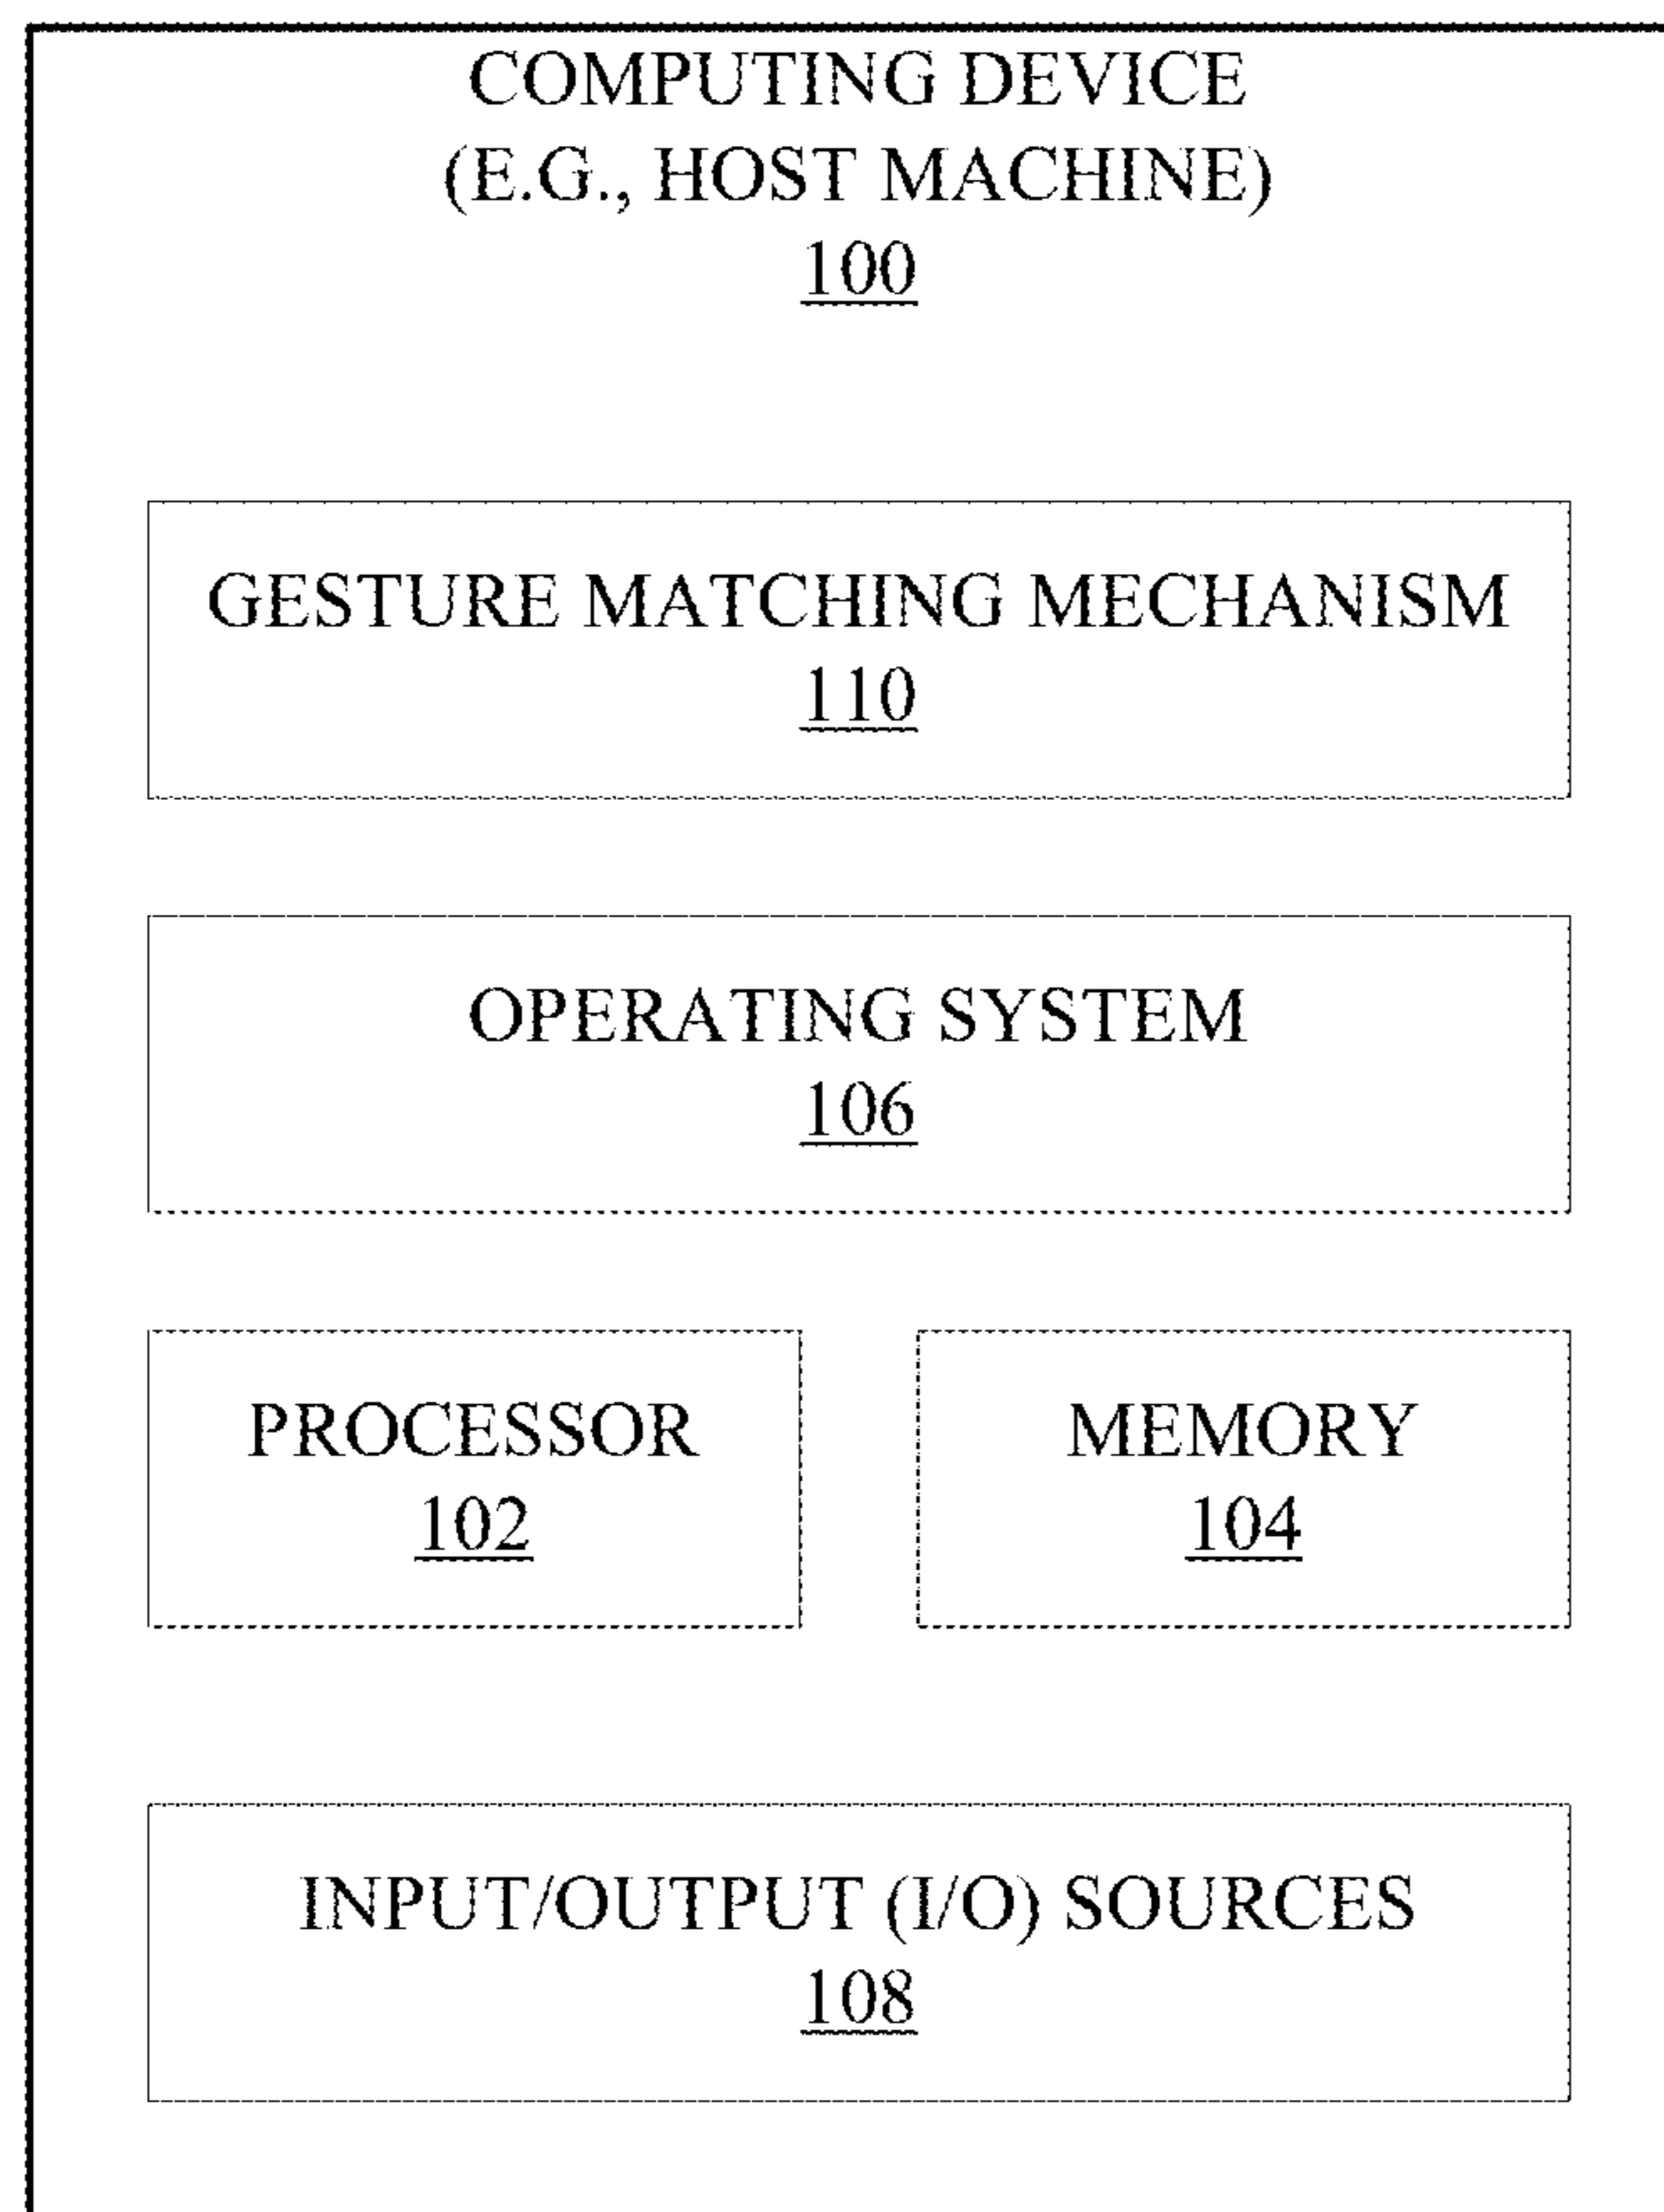 COMPUTING DEVICE
(E.G., HOST MACHINE)
100
GESTURE MATCHING MECHANISM
110
OPERATING SYSTEM
106
PROCESSOR
102
MEMORY
104
INPUT/OUTPUT (I/O) SOURCES
108